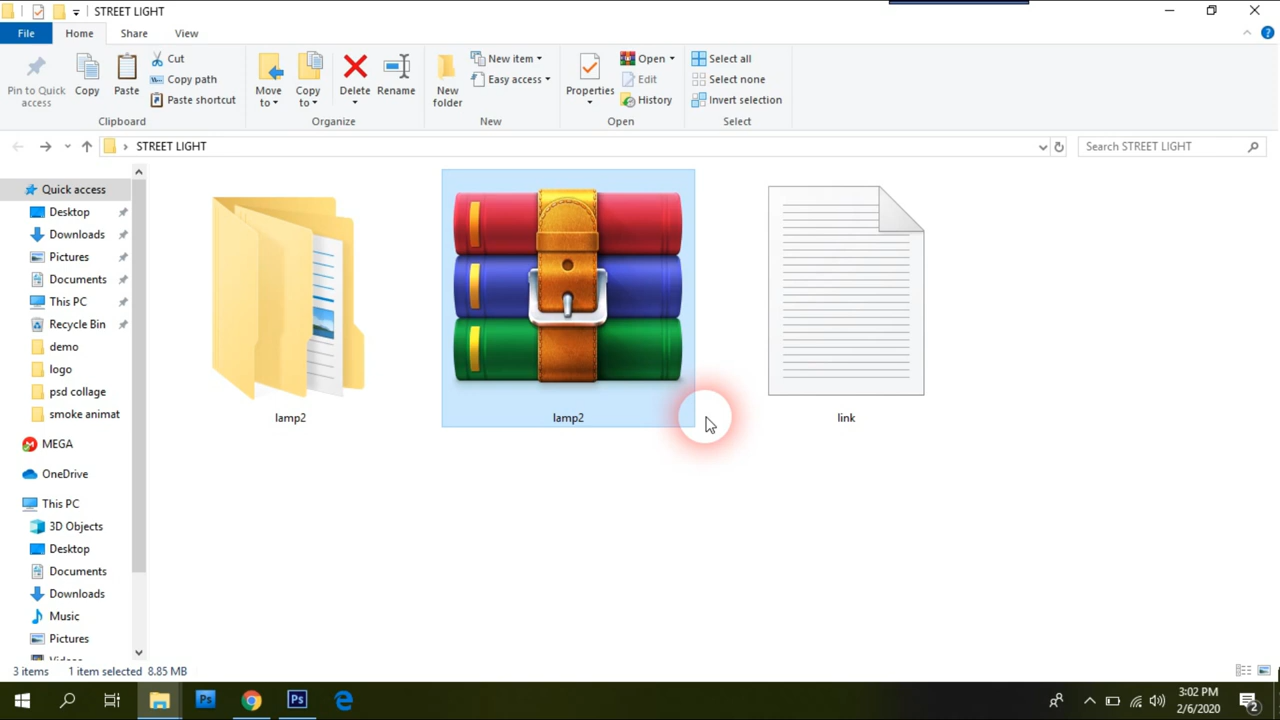 STREET LIGHT
File
Home
Share
View
Pin to Quick
access
Copy
Paste
Cut
Copy path
Paste shortcut
Clipboard
Move
to
Copy
to
Delete
Rename
Organize
New
folder
New item
Easy access
New
Properties
Open
Edit
History
Open
Select all
Select none
Invert selection
Select
STREET LIGHT
Search STREET LIGHT
Quick access
Desktop
Downloads
Pictures
Documents
This PC
Recycle Bin
demo
logo
psd collage
smoke animat
MEGA
OneDrive
This PC
3D Objects
Desktop
Documents
Downloads
Music
Pictures
lamp2
lamp2
link
3 items
1 item selected 8.85 MB
Ps
Ps
3:02 PM
2/6/2020
2